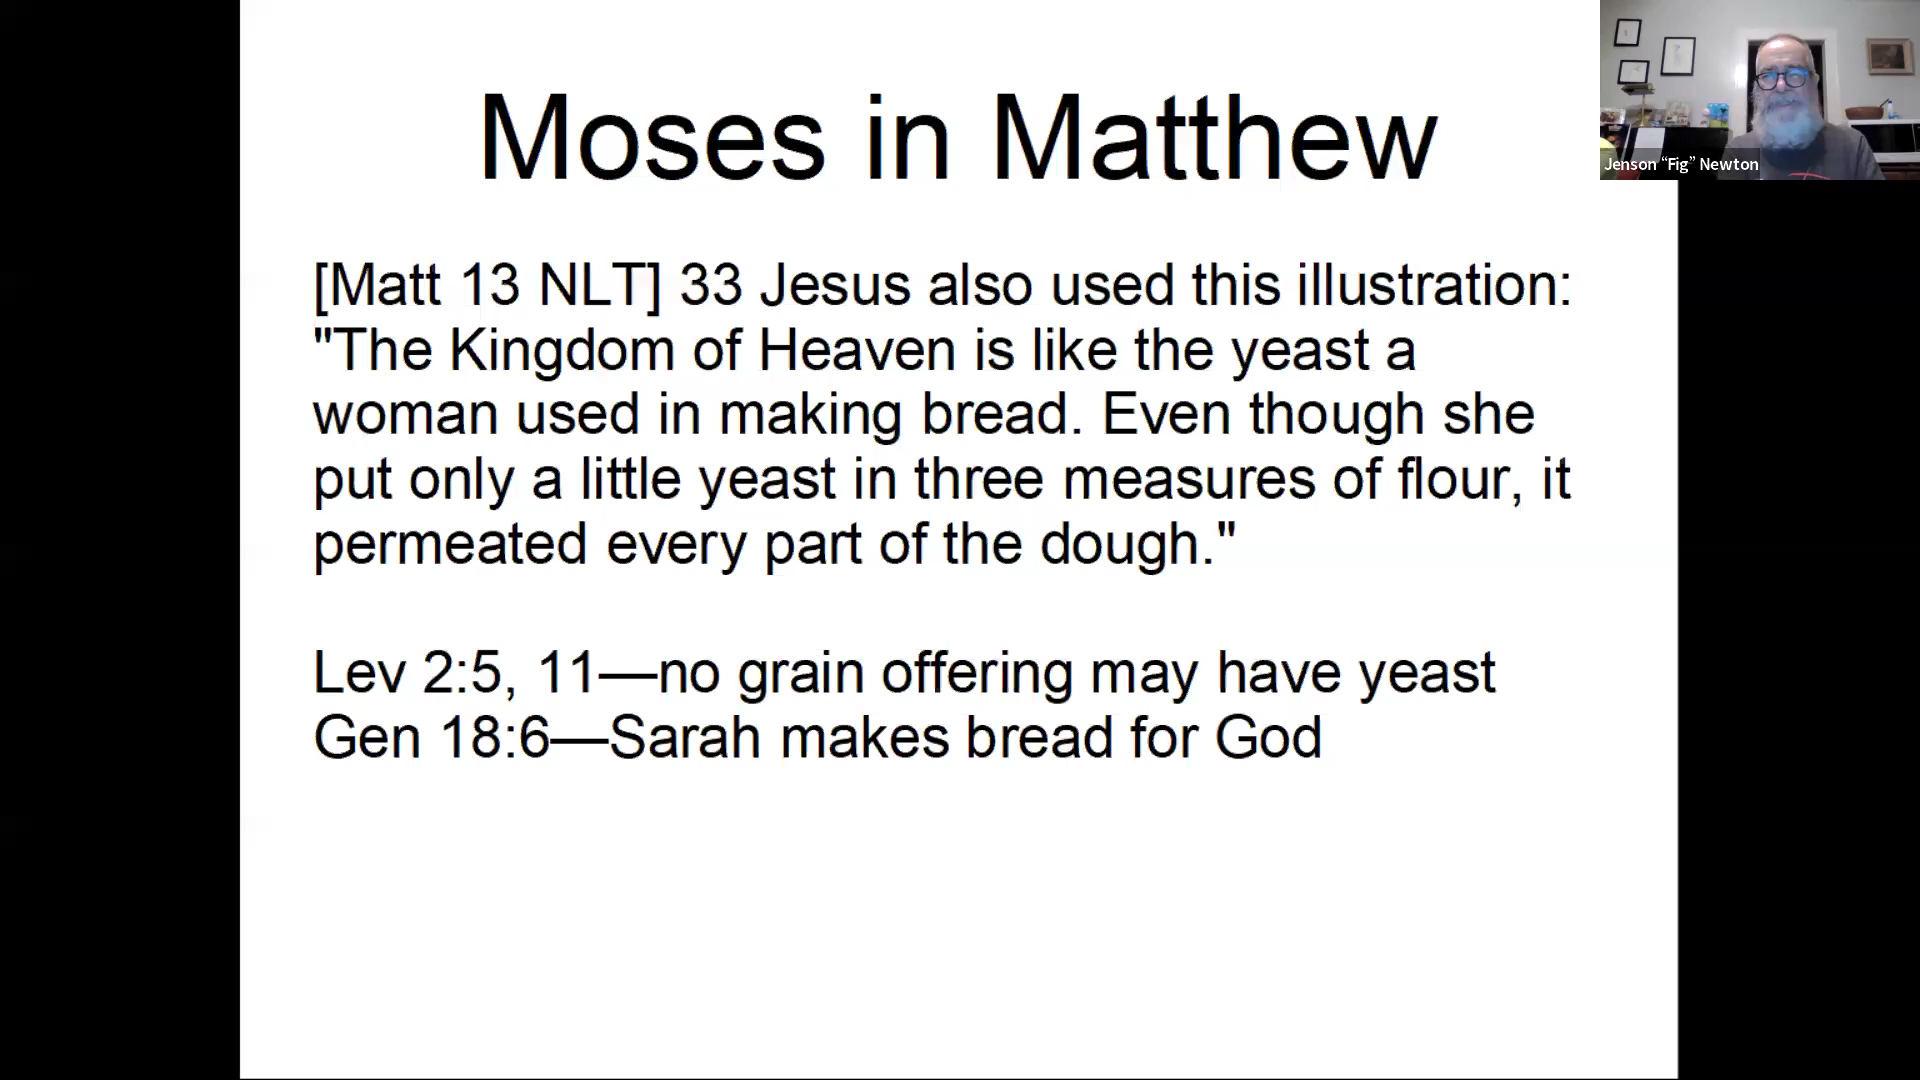 Moses in Matthew
[Matt 13 NLT] 33 Jesus also used this illustration:
"The Kingdom of Heaven is like the yeast a
woman used in making bread. Even though she
put only a little yeast in three measures of flour, it
permeated every part of the dough."
Lev 2:5, 11—no grain offering may have yeast
Gen 18:6—Sarah makes bread for God
Jenson “Fig” Newton